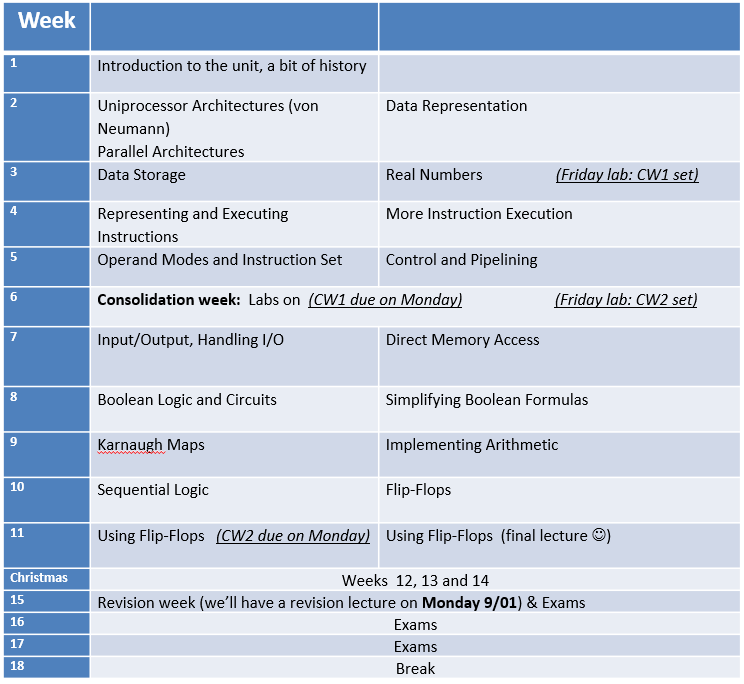 Week
1
Introduction to the unit, a bit of history
2
Uniprocessor Architectures (von
Neumann)
Parallel Architectures
Data Representation
3
Data Storage
Real Numbers (Friday lab: CW1 set)
4
Representing and Executing
Instructions
More Instruction Execution
5
Operand Modes and Instruction Set
Control and Pipelining
6
Consolidation week: Labs on (CW1 due on Monday) (Friday lab: CW2 set)
7
Input/Output, Handling I/O
Direct Memory Access
8
Boolean Logic and Circuits
Simplifying Boolean Formulas
9
Karnaugh Maps
Implementing Arithmetic
10
Sequential Logic
Flip-Flops
11
Using Flip-Flops (CW2 due on Monday)
Using Flip-Flops (final lecture ☺)
Christmas
Weeks 12, 13 and 14
15
Revision week (we’ll have a revision lecture on Monday 9/01) & Exams
16
Exams
17
Exams
18
Break